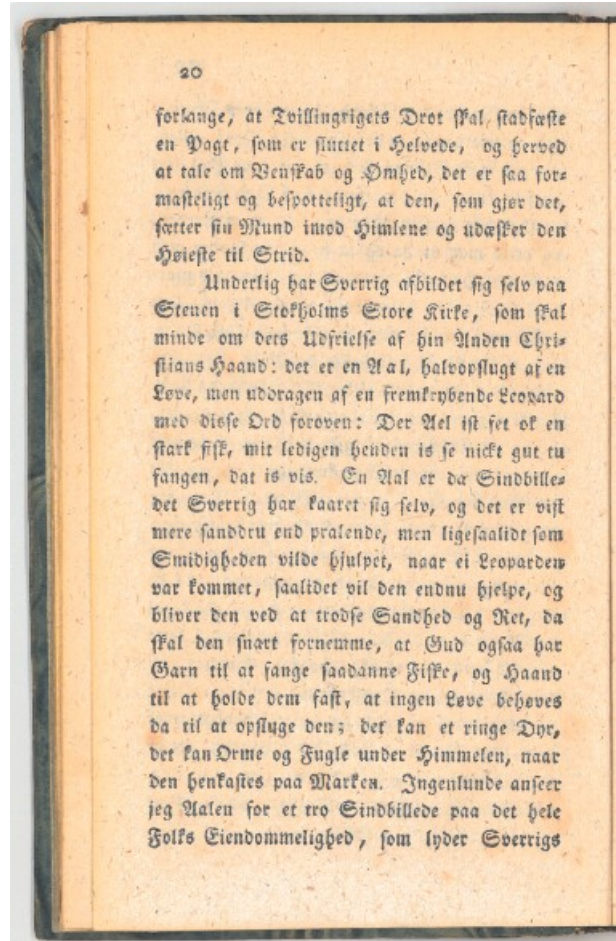 20
forlange, at Tvillingrigets Drot skal stadfæste
en Pagt, som er sluttet i Helvede, og herved
at tale om Venskab og Ømhed, det er saa for⸗
masteligt og bespotteligt, at den, som gjør det,
sætter sin Mund imod Himlene og udæsker den
Høieste til Strid.
Underlig har Sverrig afbildet sig selv paa
Stenen i Stokholms Store Kirke, som skal
minde om dets Udfrielse af hin Anden Chri⸗
stians Haand: det er en Aal, halvopslugt af en
Løve, men uddragen af en fremkrybende Leopard
med disse Ord foroven: Der Ael ist fet ok en
stark fisk, mit ledigen henden is se nickt gut tu
fangen, dat is vis. En Aal er da Sindbille⸗
det Sverrig har kaaret sig selv, og det er vist
mere sanddru end pralende, men ligesaalidt som
Smidigheden vilde hjulpet, naar ei Leoparden
var kommet, saalidet vil den endnu hjelpe, og
bliver den ved at trodse Sandhed og Ret, da
skal den snart fornemme, at Gud ogsaa har
Garn til at fange saadanne Fiske, og Haand
til at holde dem fast, at ingen Løve behøves
da til at opsluge den; det kan et ringe Dyr,
det kan Orme og Fugle under Himmelen, naar
den henkastes paa Marken. Ingenlunde anseer
jeg Aalen for et tro Sindbillede paa det hele
Folks Eiendommelighed, som lyder Sverrigs